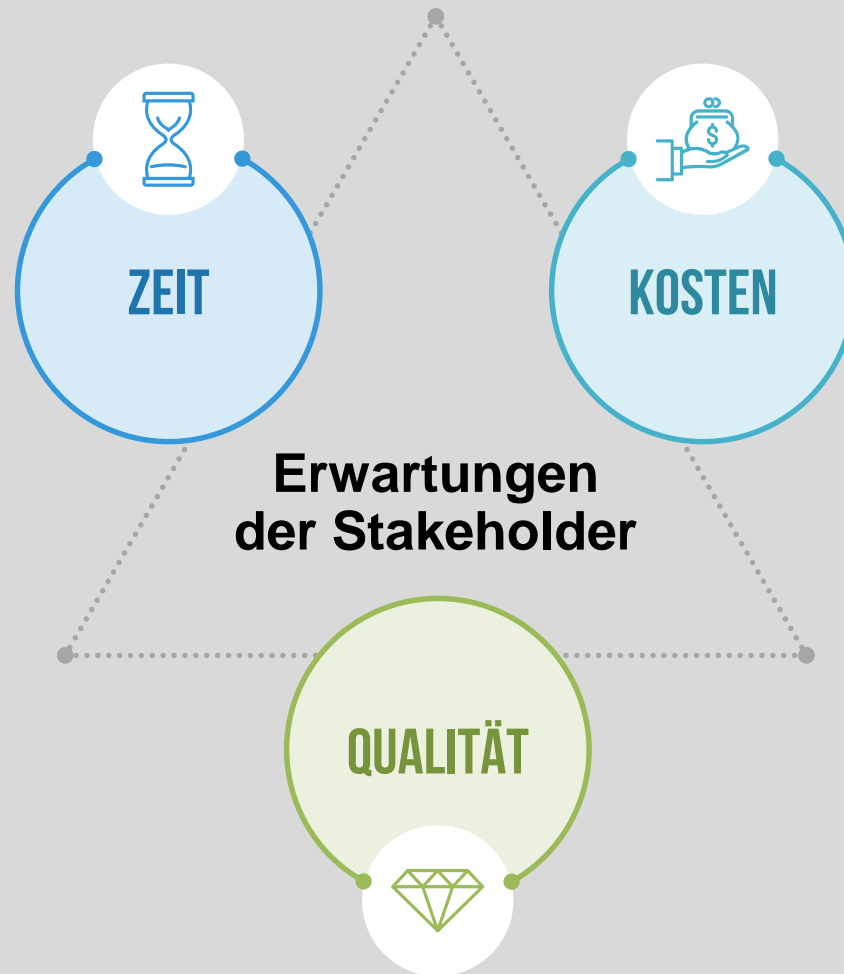 ZEIT
KOSTEN
$
Erwartungen
der Stakeholder
QUALITÄT